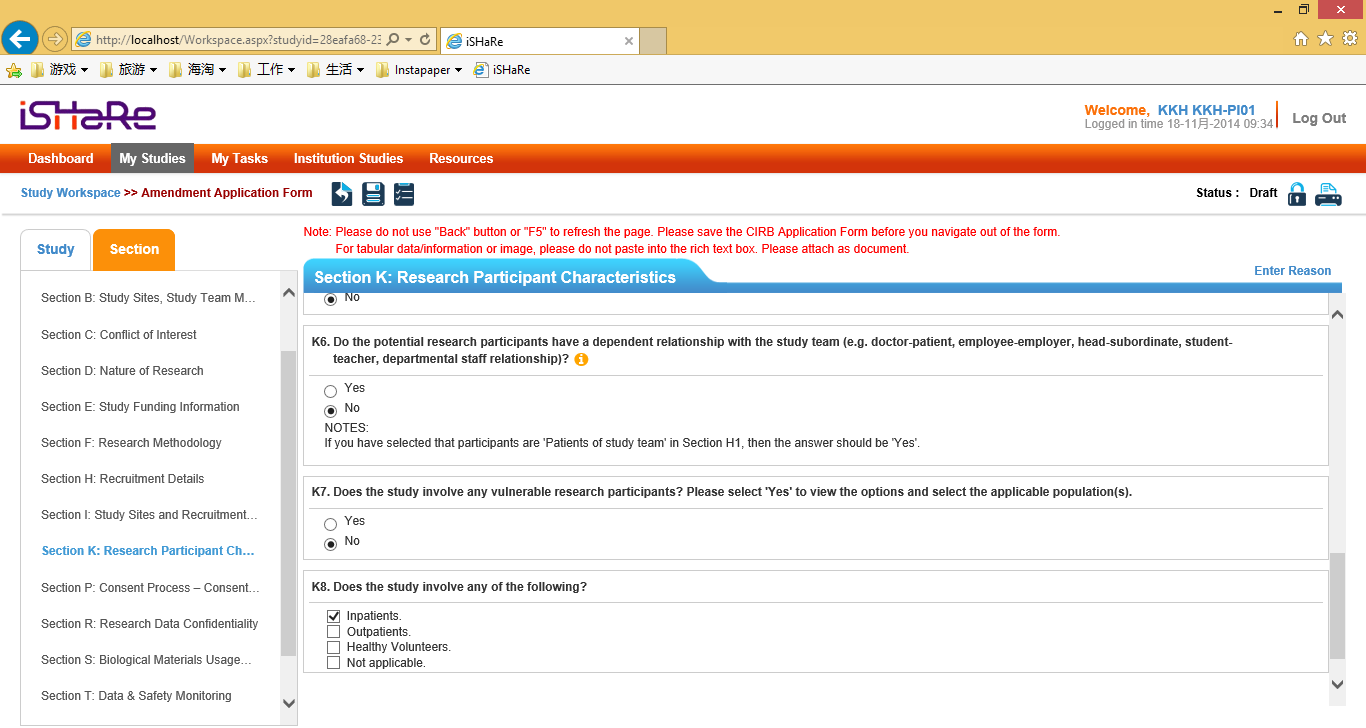 http://localhost/Workspace.aspx?studyid=28eafa68-23
iSHaRe
游戏 旅游 海淘 工作 生活 Instapaper iSHaRe
iSHaRe
Welcome, KKH KKH-PI01
Logged in time 18-11月-2014 09:34
Log Out
Dashboard My Studies My Tasks Institution Studies Resources
Study Workspace >> Amendment Application Form
Status : Draft
Study Section
Note: Please do not use "Back" button or "F5" to refresh the page. Please save the CIRB Application Form before you navigate out of the form.
For tabular data/information or image, please do not paste into the rich text box. Please attach as document.
Section K: Research Participant Characteristics
Enter Reason
Section B: Study Sites, Study Team M...
Section C: Conflict of Interest
Section D: Nature of Research
Section E: Study Funding Information
Section F: Research Methodology
Section H: Recruitment Details
Section I: Study Sites and Recruitment...
Section K: Research Participant Ch...
Section P: Consent Process – Consent...
Section R: Research Data Confidentiality
Section S: Biological Materials Usage...
Section T: Data & Safety Monitoring
No
K6. Do the potential research participants have a dependent relationship with the study team (e.g. doctor-patient, employee-employer, head-subordinate, student-
teacher, departmental staff relationship)?
Yes
No
NOTES:
If you have selected that participants are 'Patients of study team' in Section H1, then the answer should be 'Yes'.
K7. Does the study involve any vulnerable research participants? Please select 'Yes' to view the options and select the applicable population(s).
Yes
No
K8. Does the study involve any of the following?
Inpatients.
Outpatients.
Healthy Volunteers.
Not applicable.